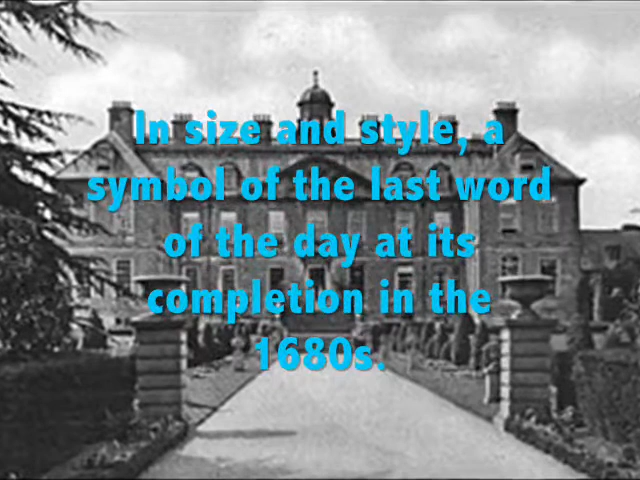 In size and style, a
symbol of the last word
of the day at its
completion in the
1680s.